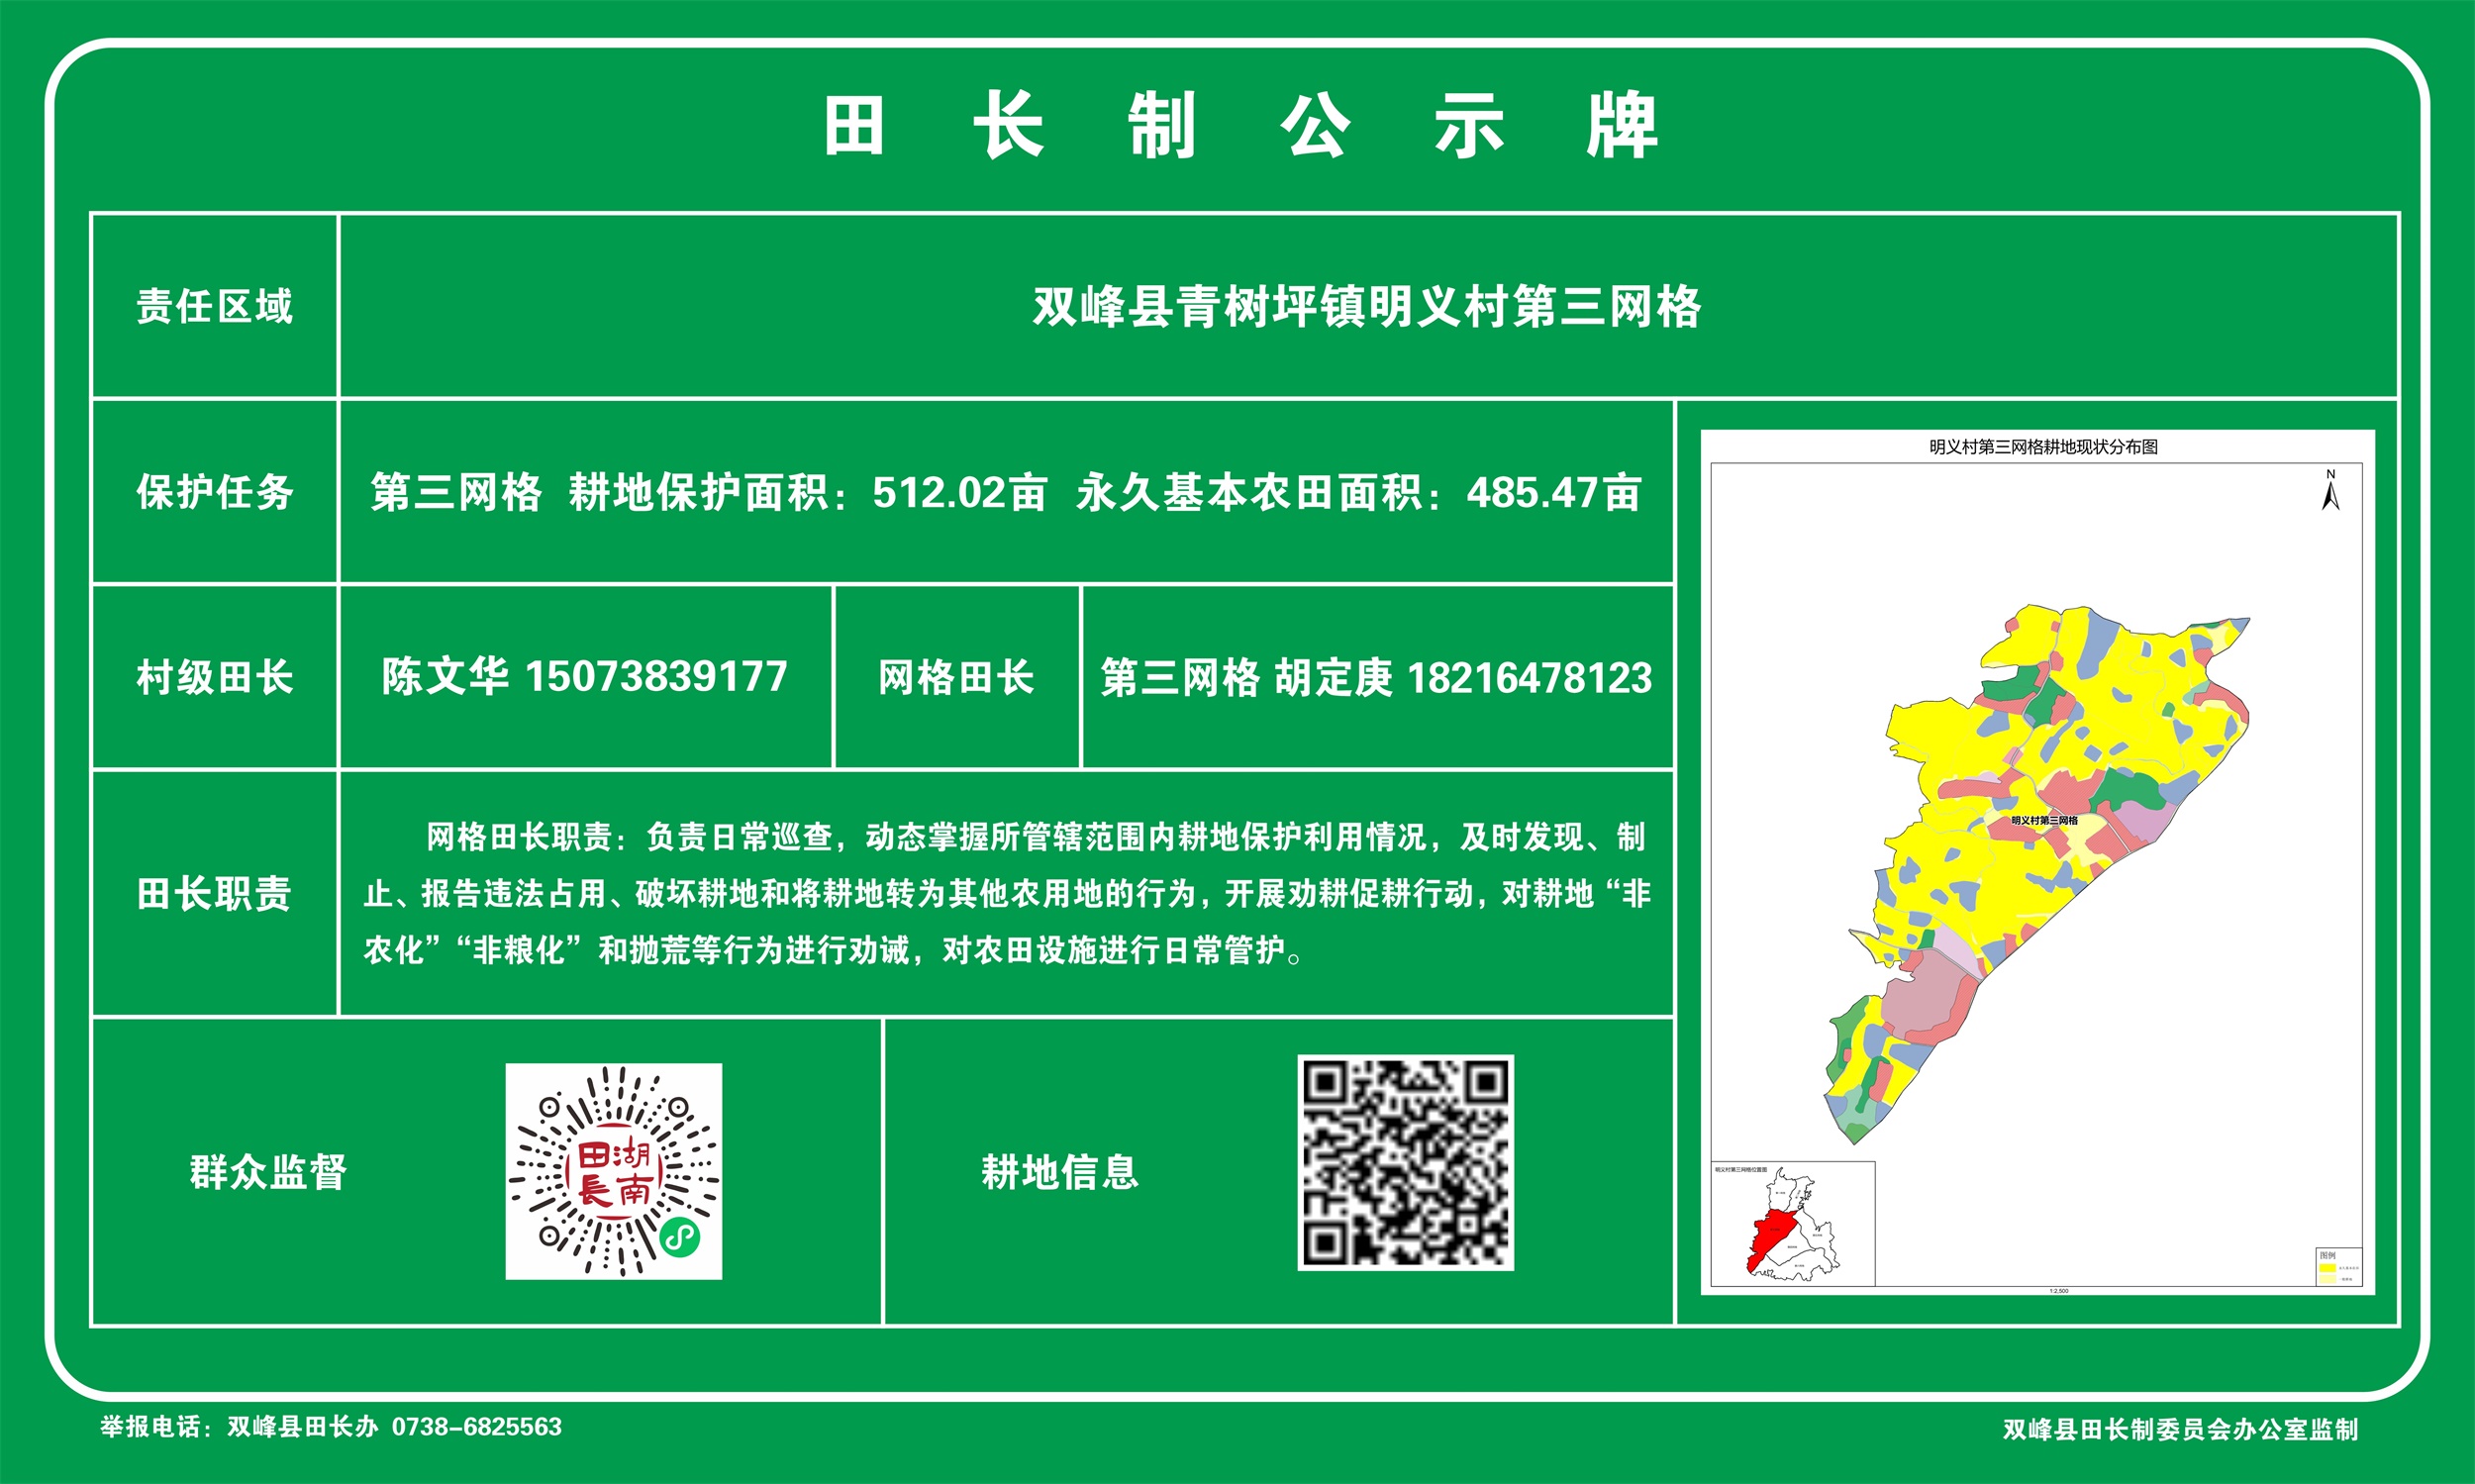 田长制公示牌
责任区域
双峰县青树坪镇明义村第三网格
保护任务
第三网格 耕地保护面积：512.02亩 永久基本农田面积：485.47亩
村级田长
陈文华 15073839177
网格田长
第三网格 胡定庚 18216478123
田长职责
网格田长职责：负责日常巡查，动态掌握所管辖范围内耕地保护利用情况，及时发现、制
止、报告违法占用、破坏耕地和将耕地转为其他农用地的行为，开展劝耕促耕行动，对耕地“非
农化”“非粮化”和抛荒等行为进行劝诫，对农田设施进行日常管护。
群众监督
湖南
田長
耕地信息
明义村第三网格耕地现状分布图
N
明义村第三网格
明义村第三网格位置图
图例
1:2,500
举报电话：双峰县田长办 0738-6825563
双峰县田长制委员会办公室监制